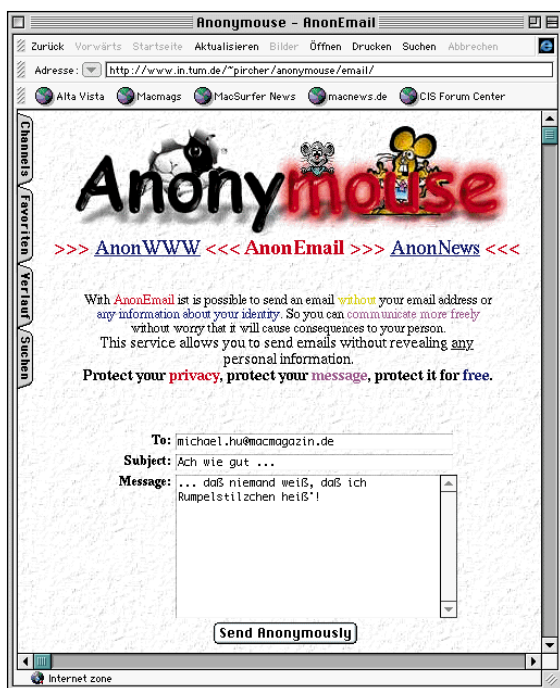 Anonymouse - AnonEmail
Zurück Vorwärts Startseite Aktualisieren Bilder Öffnen Drucken Suchen Abbrechen
Adresse: http://www.in.tum.de/~pircher/anonymouse/email/
Alta Vista Macmags MacSurfer News macnews.de CIS Forum Center
Channels
Favoriten
Verlauf
Suchen
Anonymouse
>>> AnonWWW <<< AnonEmail >>> AnonNews <<<
With AnonEmail ist is possible to send an email without your email address or
any information about your identity. So you can communicate more freely
without worry that it will cause consequences to your person.
This service allows you to send emails without revealing any
personal information.
Protect your privacy, protect your message, protect it for free.
To: michael.hu@macmagazin.de
Subject: Ach wie gut ...
Message: ... daß niemand weiß, daß ich
Rumpelstilzchen heiß'!
Send Anonymously
Internet zone